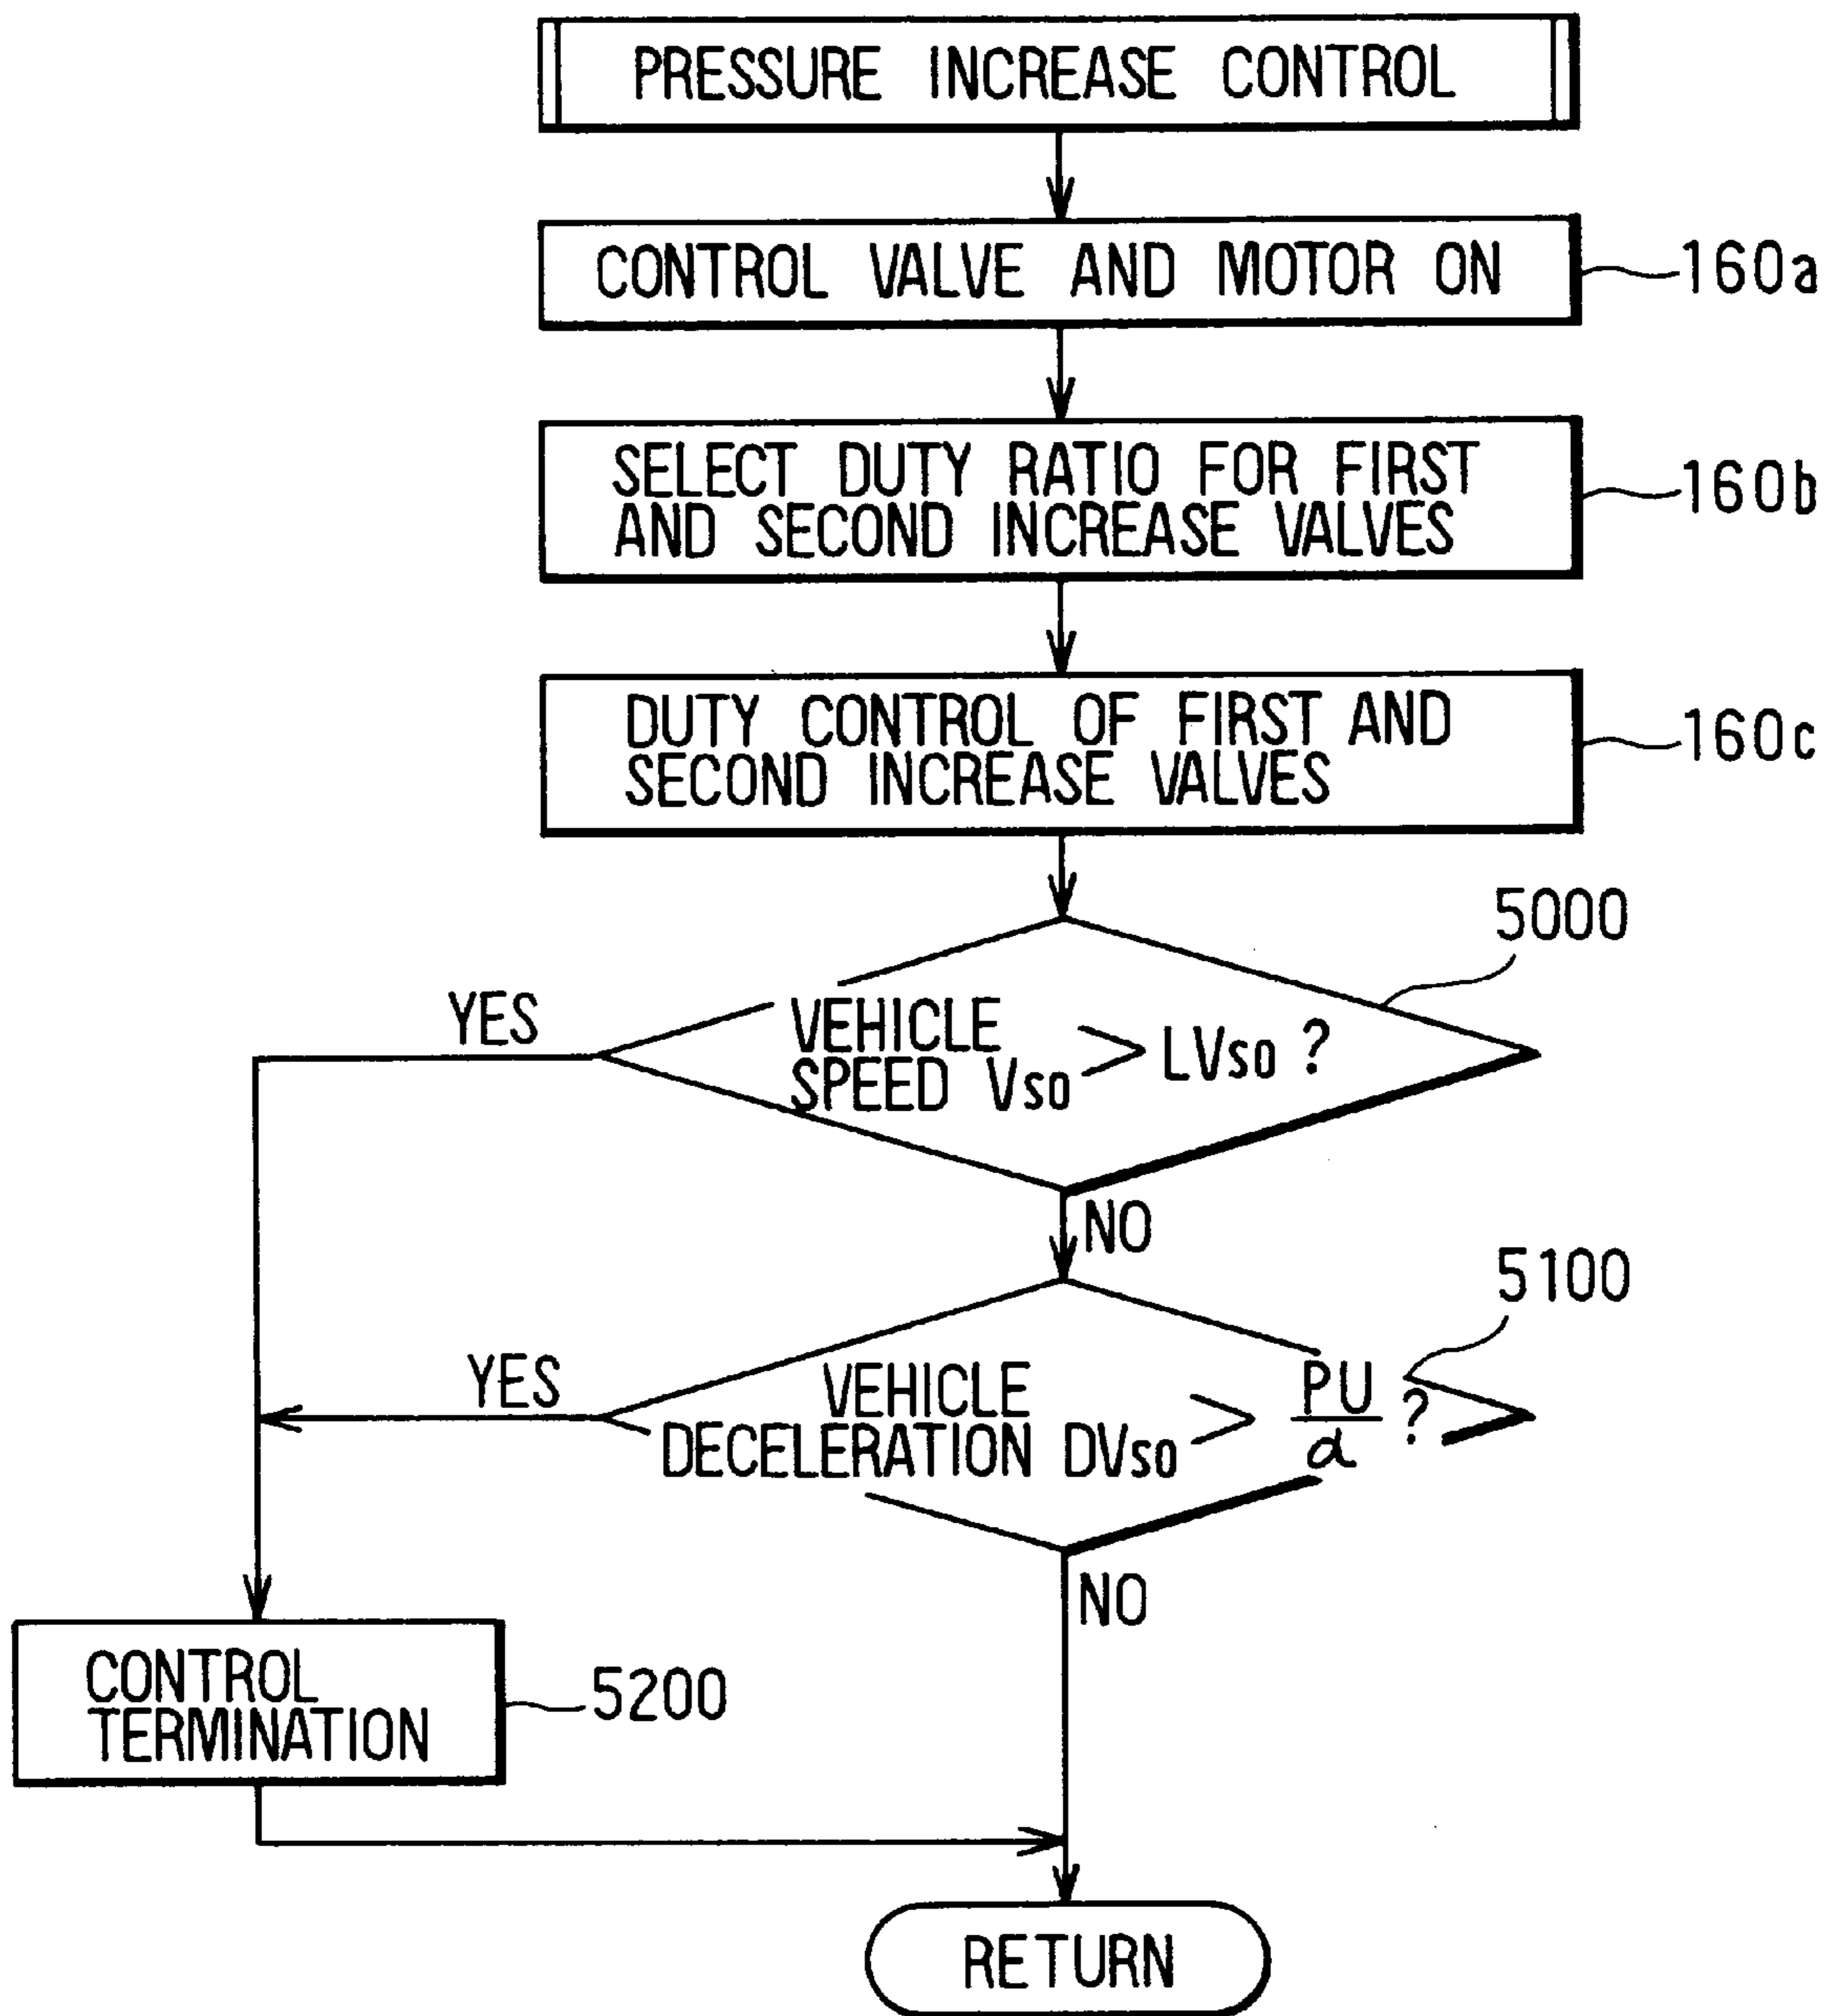 PRESSURE INCREASE CONTROL
CONTROL VALVE AND MOTOR ON
160a
SELECT DUTY RATIO FOR FIRST
AND SECOND INCREASE VALVES
160b
DUTY CONTROL OF FIRST AND
SECOND INCREASE VALVES
160c
5000
YES
VEHICLE
SPEED Vso > LVso ?
NO
5100
YES
VEHICLE
DECELERATION DVso > PU/α ?
NO
CONTROL
TERMINATION
5200
RETURN